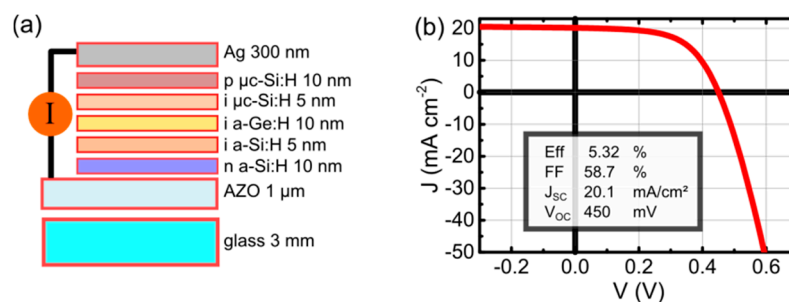 (a)
Ag 300 nm
p µc-Si:H 10 nm
i µc-Si:H 5 nm
I
i a-Ge:H 10 nm
i a-Si:H 5 nm
n a-Si:H 10 nm
AZO 1 µm
glass 3 mm
(b)
20
10
0
-10
-20
-30
-40
-50
J (mA cm⁻²)
Eff 5.32 %
FF 58.7 %
J_SC 20.1 mA/cm²
V_OC 450 mV
-0.2 0.0 0.2 0.4 0.6
V (V)